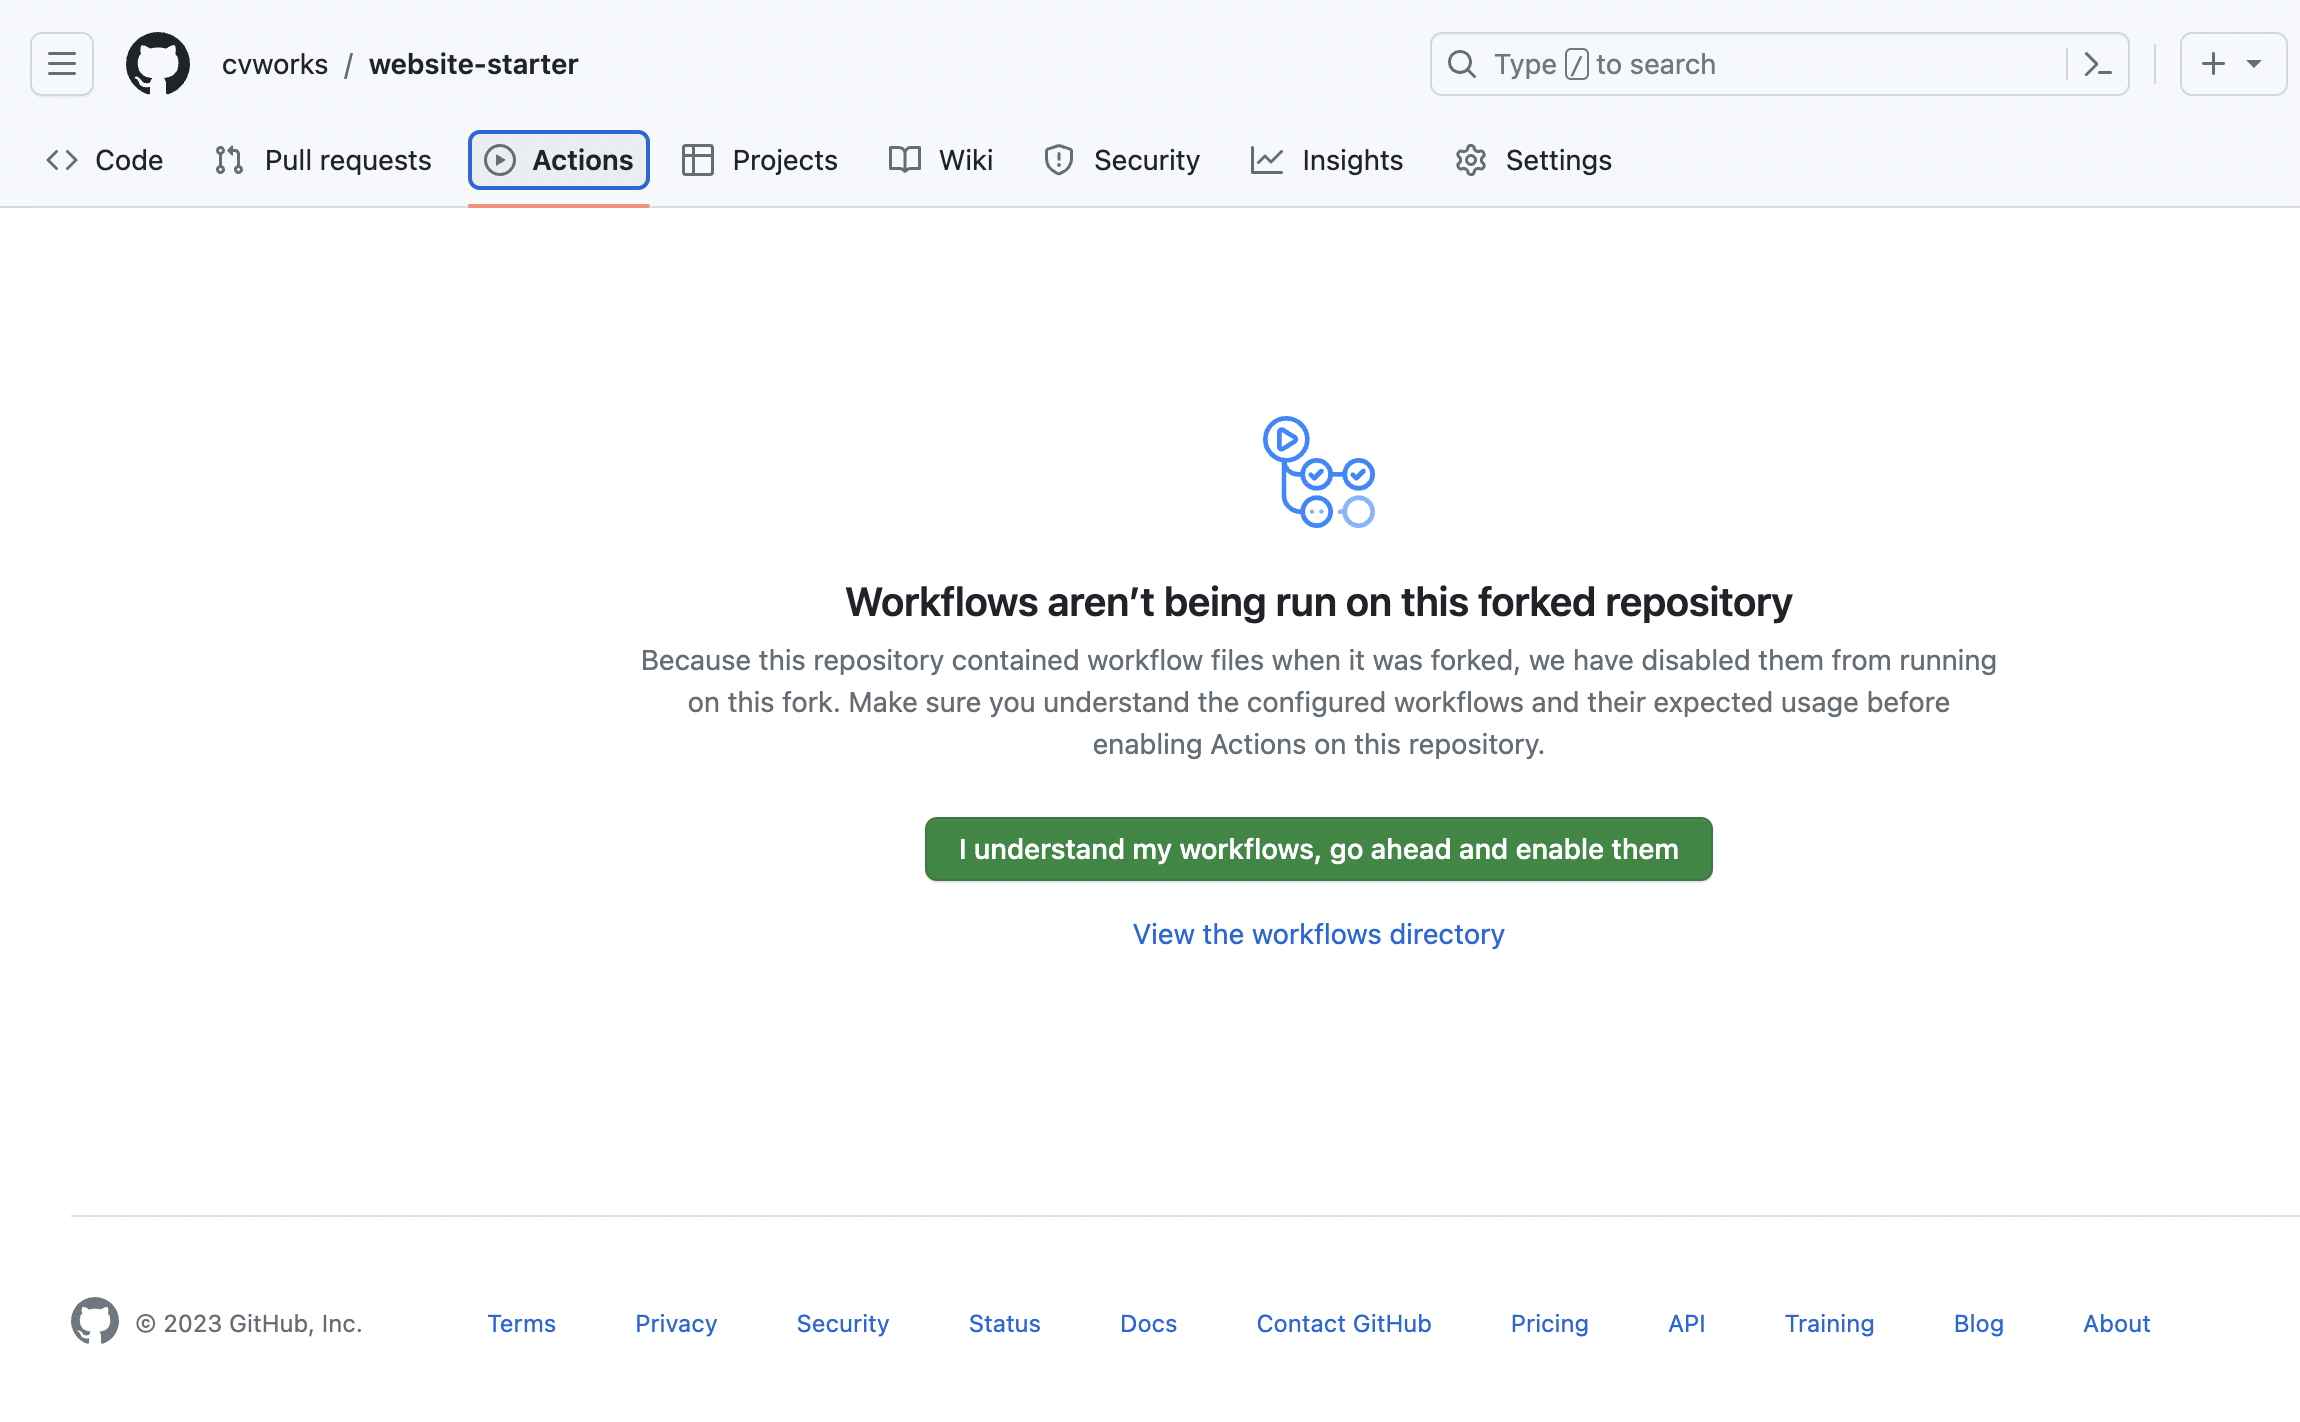 cvworks / website-starter
Type / to search
Code Pull requests Actions Projects Wiki Security Insights Settings
Workflows aren’t being run on this forked repository
Because this repository contained workflow files when it was forked, we have disabled them from running
on this fork. Make sure you understand the configured workflows and their expected usage before
enabling Actions on this repository.
I understand my workflows, go ahead and enable them
View the workflows directory
© 2023 GitHub, Inc. Terms Privacy Security Status Docs Contact GitHub Pricing API Training Blog About